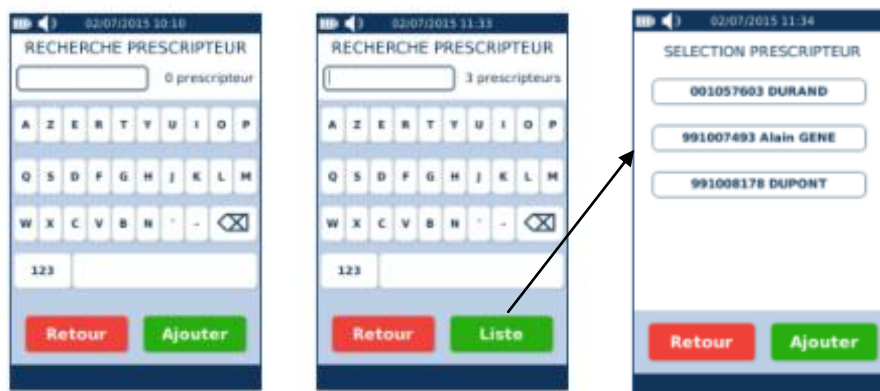 02/07/2015 10:10
RECHERCHE PRESCRIPTEUR
0 prescripteur
A Z E R T Y U I O P
Q S D F G H J K L M
W X C V B N ' -
123
Retour Ajouter
02/07/2015 11:33
RECHERCHE PRESCRIPTEUR
3 prescripteurs
A Z E R T Y U I O P
Q S D F G H J K L M
W X C V B N ' -
123
Retour Liste
02/07/2015 11:34
SELECTION PRESCRIPTEUR
001057603 DURAND
991007493 Alain GENE
991008178 DUPONT
Retour Ajouter